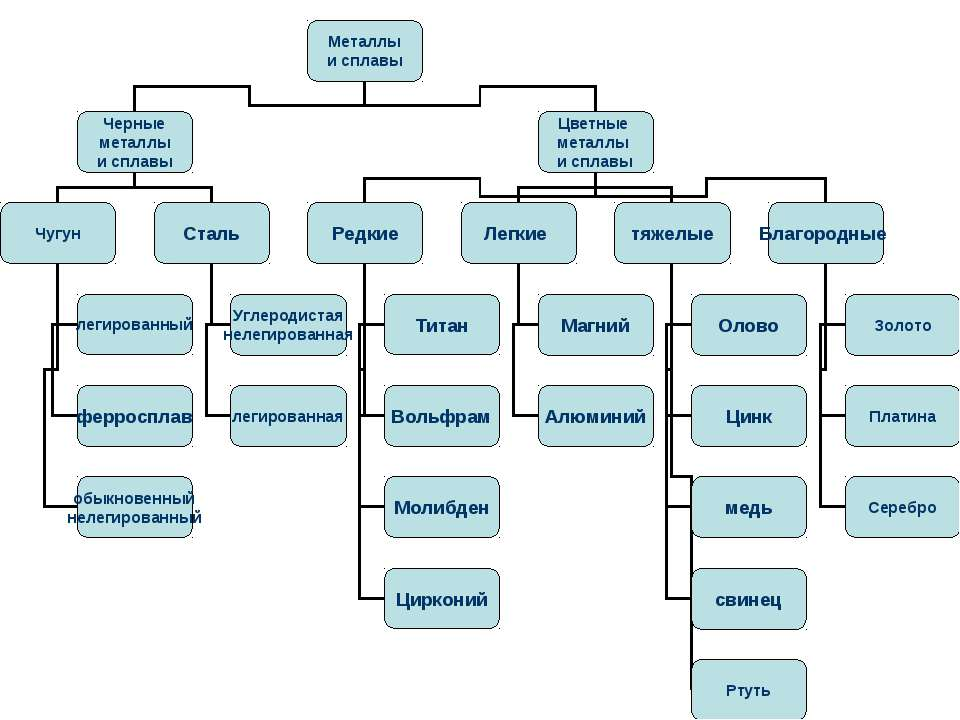 Металлы
и сплавы
Черные
металлы
и сплавы
Цветные
металлы
и сплавы
Чугун
Сталь
Редкие
Легкие
тяжелые
Благородные
легированный
Углеродистая
нелегированная
Титан
Магний
Олово
Золото
ферросплав
легированная
Вольфрам
Алюминий
Цинк
Платина
обыкновенный
нелегированный
Молибден
медь
Серебро
Цирконий
свинец
Ртуть